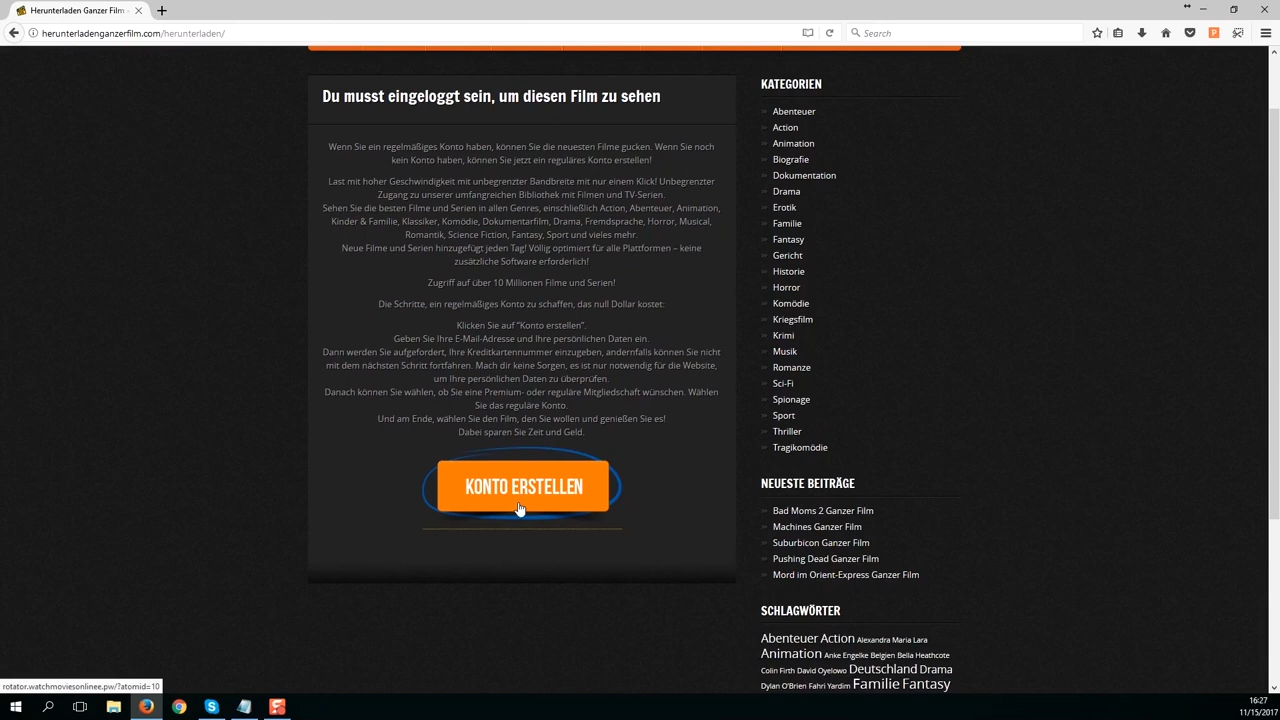 Herunterladen Ganzer Film
herunterladenganzerfilm.com/herunterladen/
Search
Du musst eingeloggt sein, um diesen Film zu sehen
Wenn Sie ein regelmäßiges Konto haben, können Sie die neuesten Filme gucken. Wenn Sie noch
kein Konto haben, können Sie jetzt ein reguläres Konto erstellen!
Last mit hoher Geschwindigkeit mit unbegrenzter Bandbreite mit nur einem Klick! Unbegrenzter
Zugang zu unserer umfangreichen Bibliothek mit Filmen und TV-Serien.
Sehen Sie die besten Filme und Serien in allen Genres, einschließlich Action, Abenteuer, Animation,
Kinder & Familie, Klassiker, Komödie, Dokumentarfilm, Drama, Fremdsprache, Horror, Musical,
Romantik, Science Fiction, Fantasy, Sport und vieles mehr.
Neue Filme und Serien hinzugefügt jeden Tag! Völlig optimiert für alle Plattformen – keine
zusätzliche Software erforderlich!
Zugriff auf über 10 Millionen Filme und Serien!
Die Schritte, ein regelmäßiges Konto zu schaffen, das null Dollar kostet:
Klicken Sie auf "Konto erstellen".
Geben Sie Ihre E-Mail-Adresse und Ihre persönlichen Daten ein.
Dann werden Sie aufgefordert, Ihre Kreditkartennummer einzugeben, andernfalls können Sie nicht
mit dem nächsten Schritt fortfahren. Mach dir keine Sorgen, es ist nur notwendig für die Website,
um Ihre persönlichen Daten zu überprüfen.
Danach können Sie wählen, ob Sie eine Premium- oder reguläre Mitgliedschaft wünschen. Wählen
Sie das reguläre Konto.
Und am Ende, wählen Sie den Film, den Sie wollen und genießen Sie es!
Dabei sparen Sie Zeit und Geld.
KONTO ERSTELLEN
KATEGORIEN
Abenteuer
Action
Animation
Biografie
Dokumentation
Drama
Erotik
Familie
Fantasy
Gericht
Historie
Horror
Komödie
Kriegsfilm
Krimi
Musik
Romanze
Sci-Fi
Spionage
Sport
Thriller
Tragikomödie
NEUESTE BEITRÄGE
Bad Moms 2 Ganzer Film
Machines Ganzer Film
Suburbicon Ganzer Film
Pushing Dead Ganzer Film
Mord im Orient-Express Ganzer Film
SCHLAGWÖRTER
Abenteuer Action Alexandra Maria Lara
Animation Anke Engelke Belgien Bella Heathcote
Colin Firth David Oyelowo Deutschland Drama
Dylan O'Brien Fahri Yardim Familie Fantasy
rotator.watchmoviesonlinee.pw/?atomid=10
16:27
11/15/2017